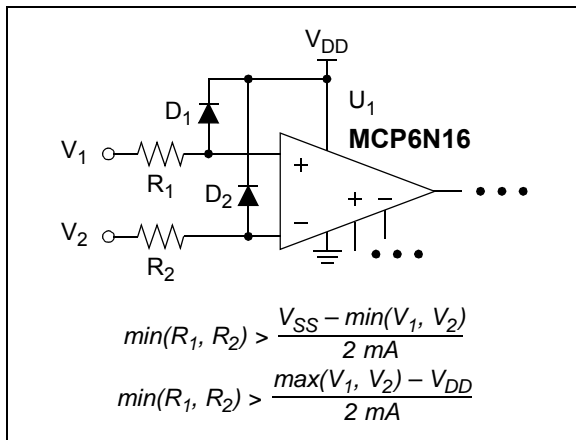 V_DD
D_1
U_1
MCP6N16
V_1
R_1
D_2
V_2
R_2
+
−
+ −
min(R_1, R_2) > (V_SS – min(V_1, V_2)) / 2 mA
min(R_1, R_2) > (max(V_1, V_2) – V_DD) / 2 mA